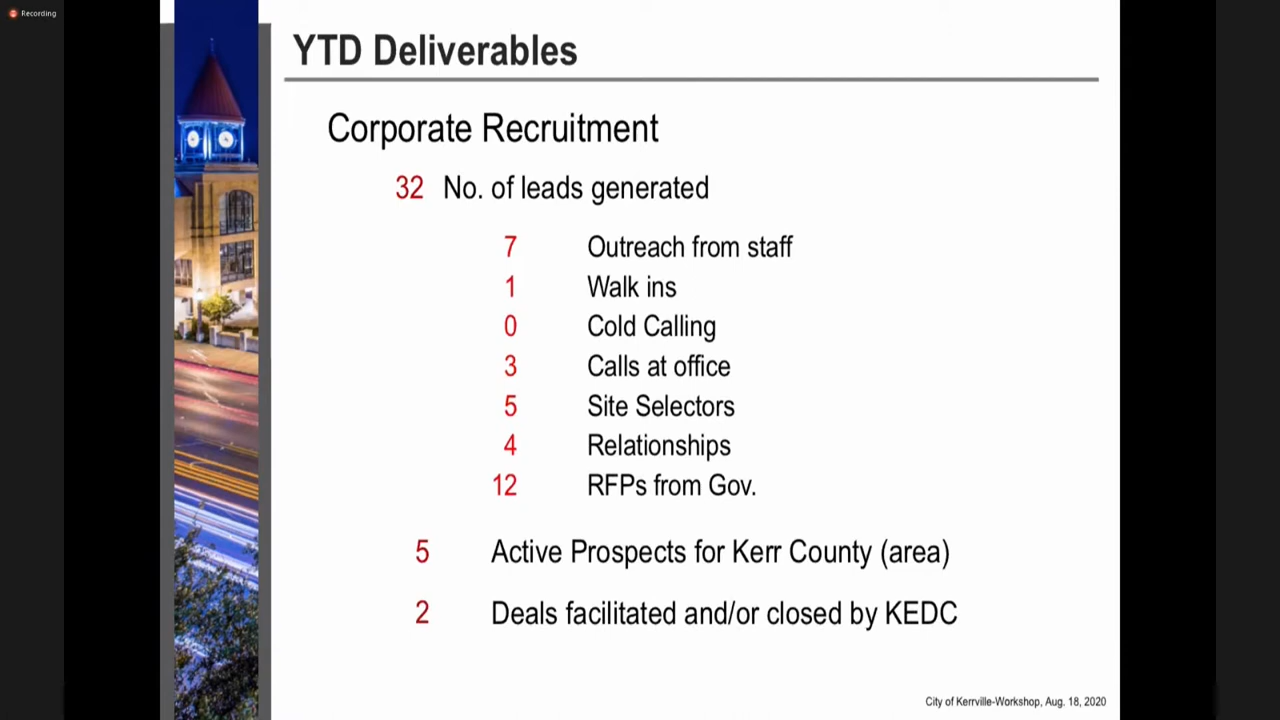 Recording
YTD Deliverables
Corporate Recruitment
32 No. of leads generated
7 Outreach from staff
1 Walk ins
0 Cold Calling
3 Calls at office
5 Site Selectors
4 Relationships
12 RFPs from Gov.
5 Active Prospects for Kerr County (area)
2 Deals facilitated and/or closed by KEDC
City of Kerrville-Workshop, Aug. 18, 2020